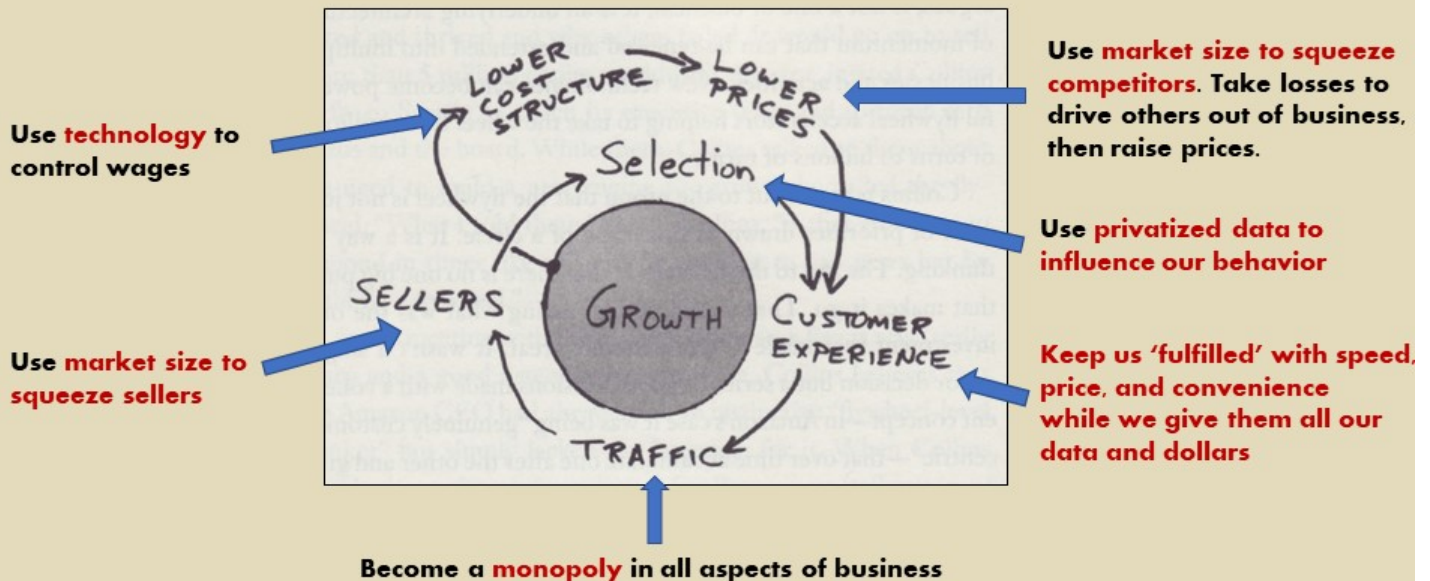 LOWER
COST
STRUCTURE
LOWER
PRICES
Selection
SELLERS
GROWTH
CUSTOMER
EXPERIENCE
TRAFFIC
Use technology to
control wages
Use market size to
squeeze sellers
Use market size to squeeze
competitors. Take losses to
drive others out of business,
then raise prices.
Use privatized data to
influence our behavior
Keep us ‘fulfilled’ with speed,
price, and convenience
while we give them all our
data and dollars
Become a monopoly in all aspects of business